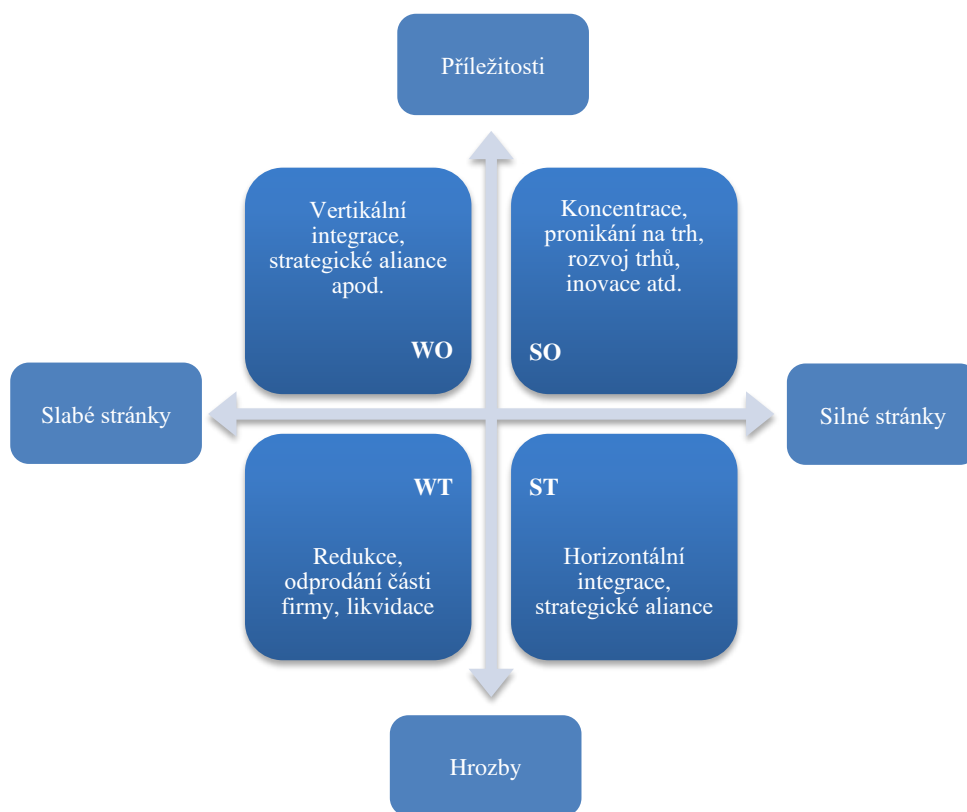 Příležitosti
Vertikální
integrace,
strategické aliance
apod.
WO
Koncentrace,
pronikání na trh,
rozvoj trhů,
inovace atd.
SO
Slabé stránky
Silné stránky
WT
Redukce,
odprodání části
firmy, likvidace
ST
Horizontální
integrace,
strategické aliance
Hrozby